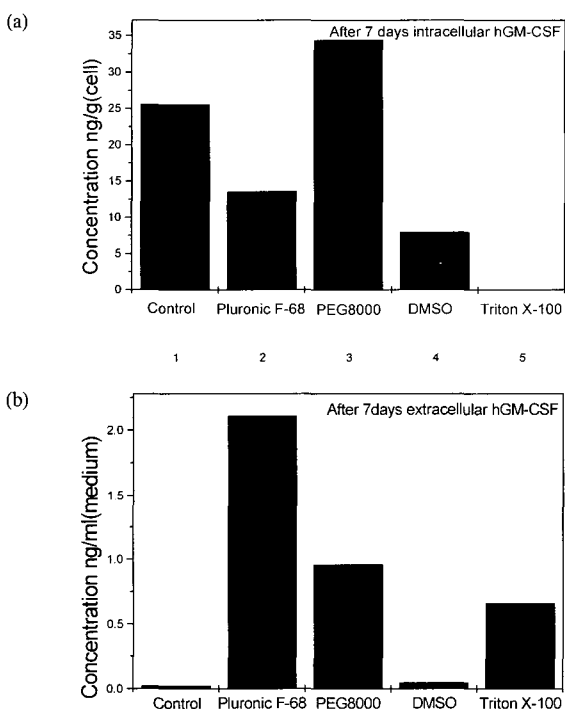 (a)
After 7 days intracellular hGM-CSF
Concentration ng/g(cell)
35
30
25
20
15
10
5
0
Control Pluronic F-68 PEG8000 DMSO Triton X-100
1 2 3 4 5
(b)
After 7days extracellular hGM-CSF
Concentration ng/ml(medium)
2.0
1.5
1.0
0.5
0.0
Control Pluronic F-68 PEG8000 DMSO Triton X-100